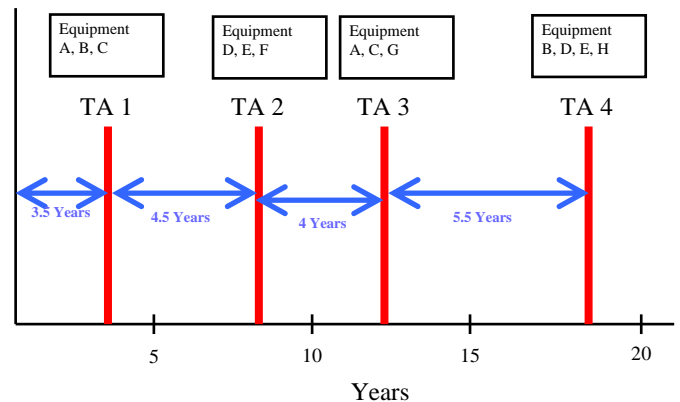 Equipment
A, B, C
Equipment
D, E, F
Equipment
A, C, G
Equipment
B, D, E, H
TA 1
TA 2
TA 3
TA 4
3.5 Years
4.5 Years
4 Years
5.5 Years
5
10
15
20
Years